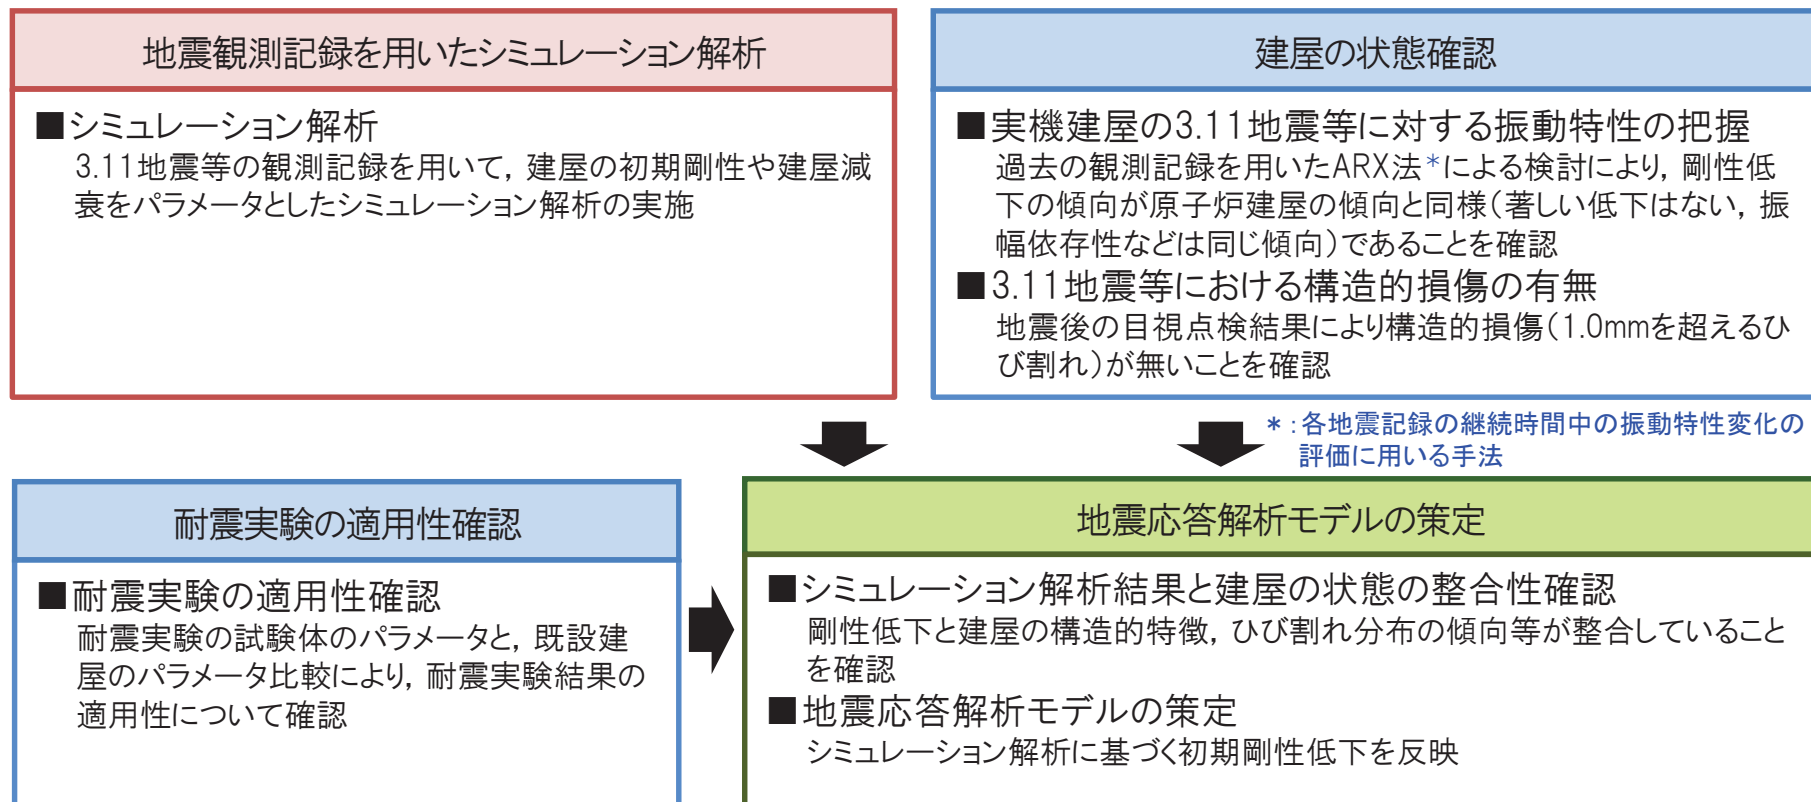 地震観測記録を用いたシミュレーション解析
■シミュレーション解析
3.11地震等の観測記録を用いて，建屋の初期剛性や建屋減
衰をパラメータとしたシミュレーション解析の実施
建屋の状態確認
■実機建屋の3.11地震等に対する振動特性の把握
過去の観測記録を用いたARX法*による検討により，剛性低
下の傾向が原子炉建屋の傾向と同様（著しい低下はない，振
幅依存性などは同じ傾向）であることを確認
■3.11地震等における構造的損傷の有無
地震後の目視点検結果により構造的損傷（1.0mmを超えるひ
び割れ）が無いことを確認
*：各地震記録の継続時間中の振動特性変化の
評価に用いる手法
耐震実験の適用性確認
■耐震実験の適用性確認
耐震実験の試験体のパラメータと，既設建
屋のパラメータ比較により，耐震実験結果の
適用性について確認
地震応答解析モデルの策定
■シミュレーション解析結果と建屋の状態の整合性確認
剛性低下と建屋の構造的特徴，ひび割れ分布の傾向等が整合していること
を確認
■地震応答解析モデルの策定
シミュレーション解析に基づく初期剛性低下を反映